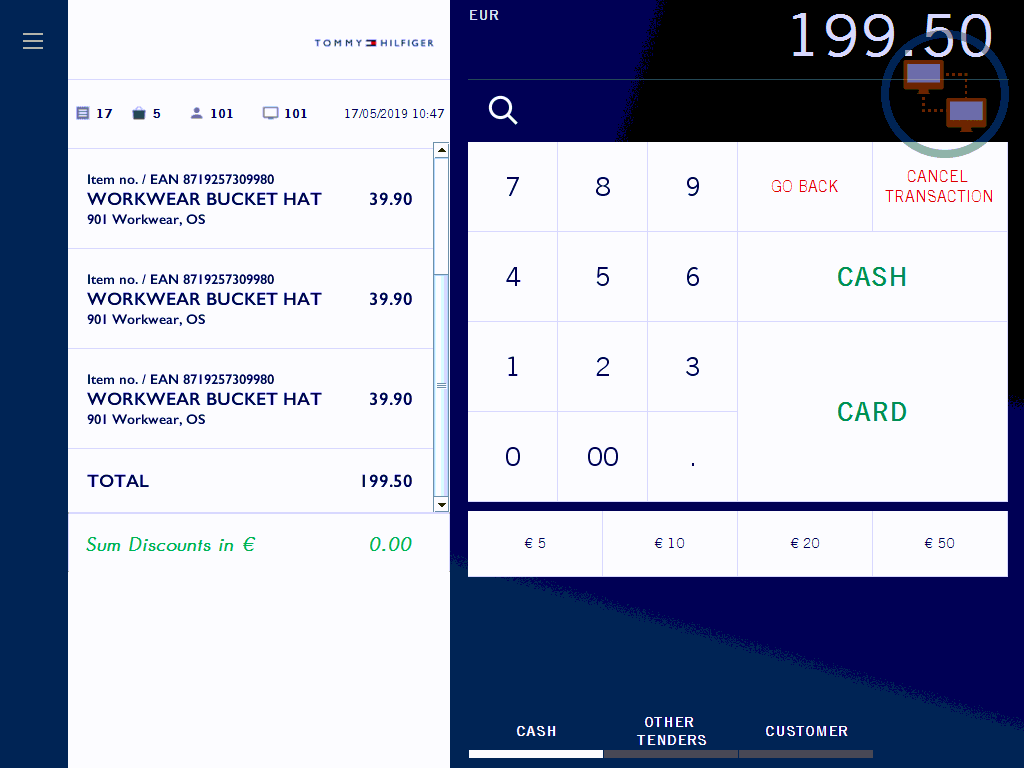 EUR
199.50
TOMMY HILFIGER
17 5 101 101 17/05/2019 10:47
Item no. / EAN 8719257309980
WORKWEAR BUCKET HAT 39.90
901 Workwear, OS
Item no. / EAN 8719257309980
WORKWEAR BUCKET HAT 39.90
901 Workwear, OS
Item no. / EAN 8719257309980
WORKWEAR BUCKET HAT 39.90
901 Workwear, OS
TOTAL 199.50
Sum Discounts in € 0.00
7 8 9 GO BACK CANCEL
TRANSACTION
4 5 6 CASH
1 2 3
CARD
0 00 .
€ 5 € 10 € 20 € 50
CASH OTHER
TENDERS CUSTOMER